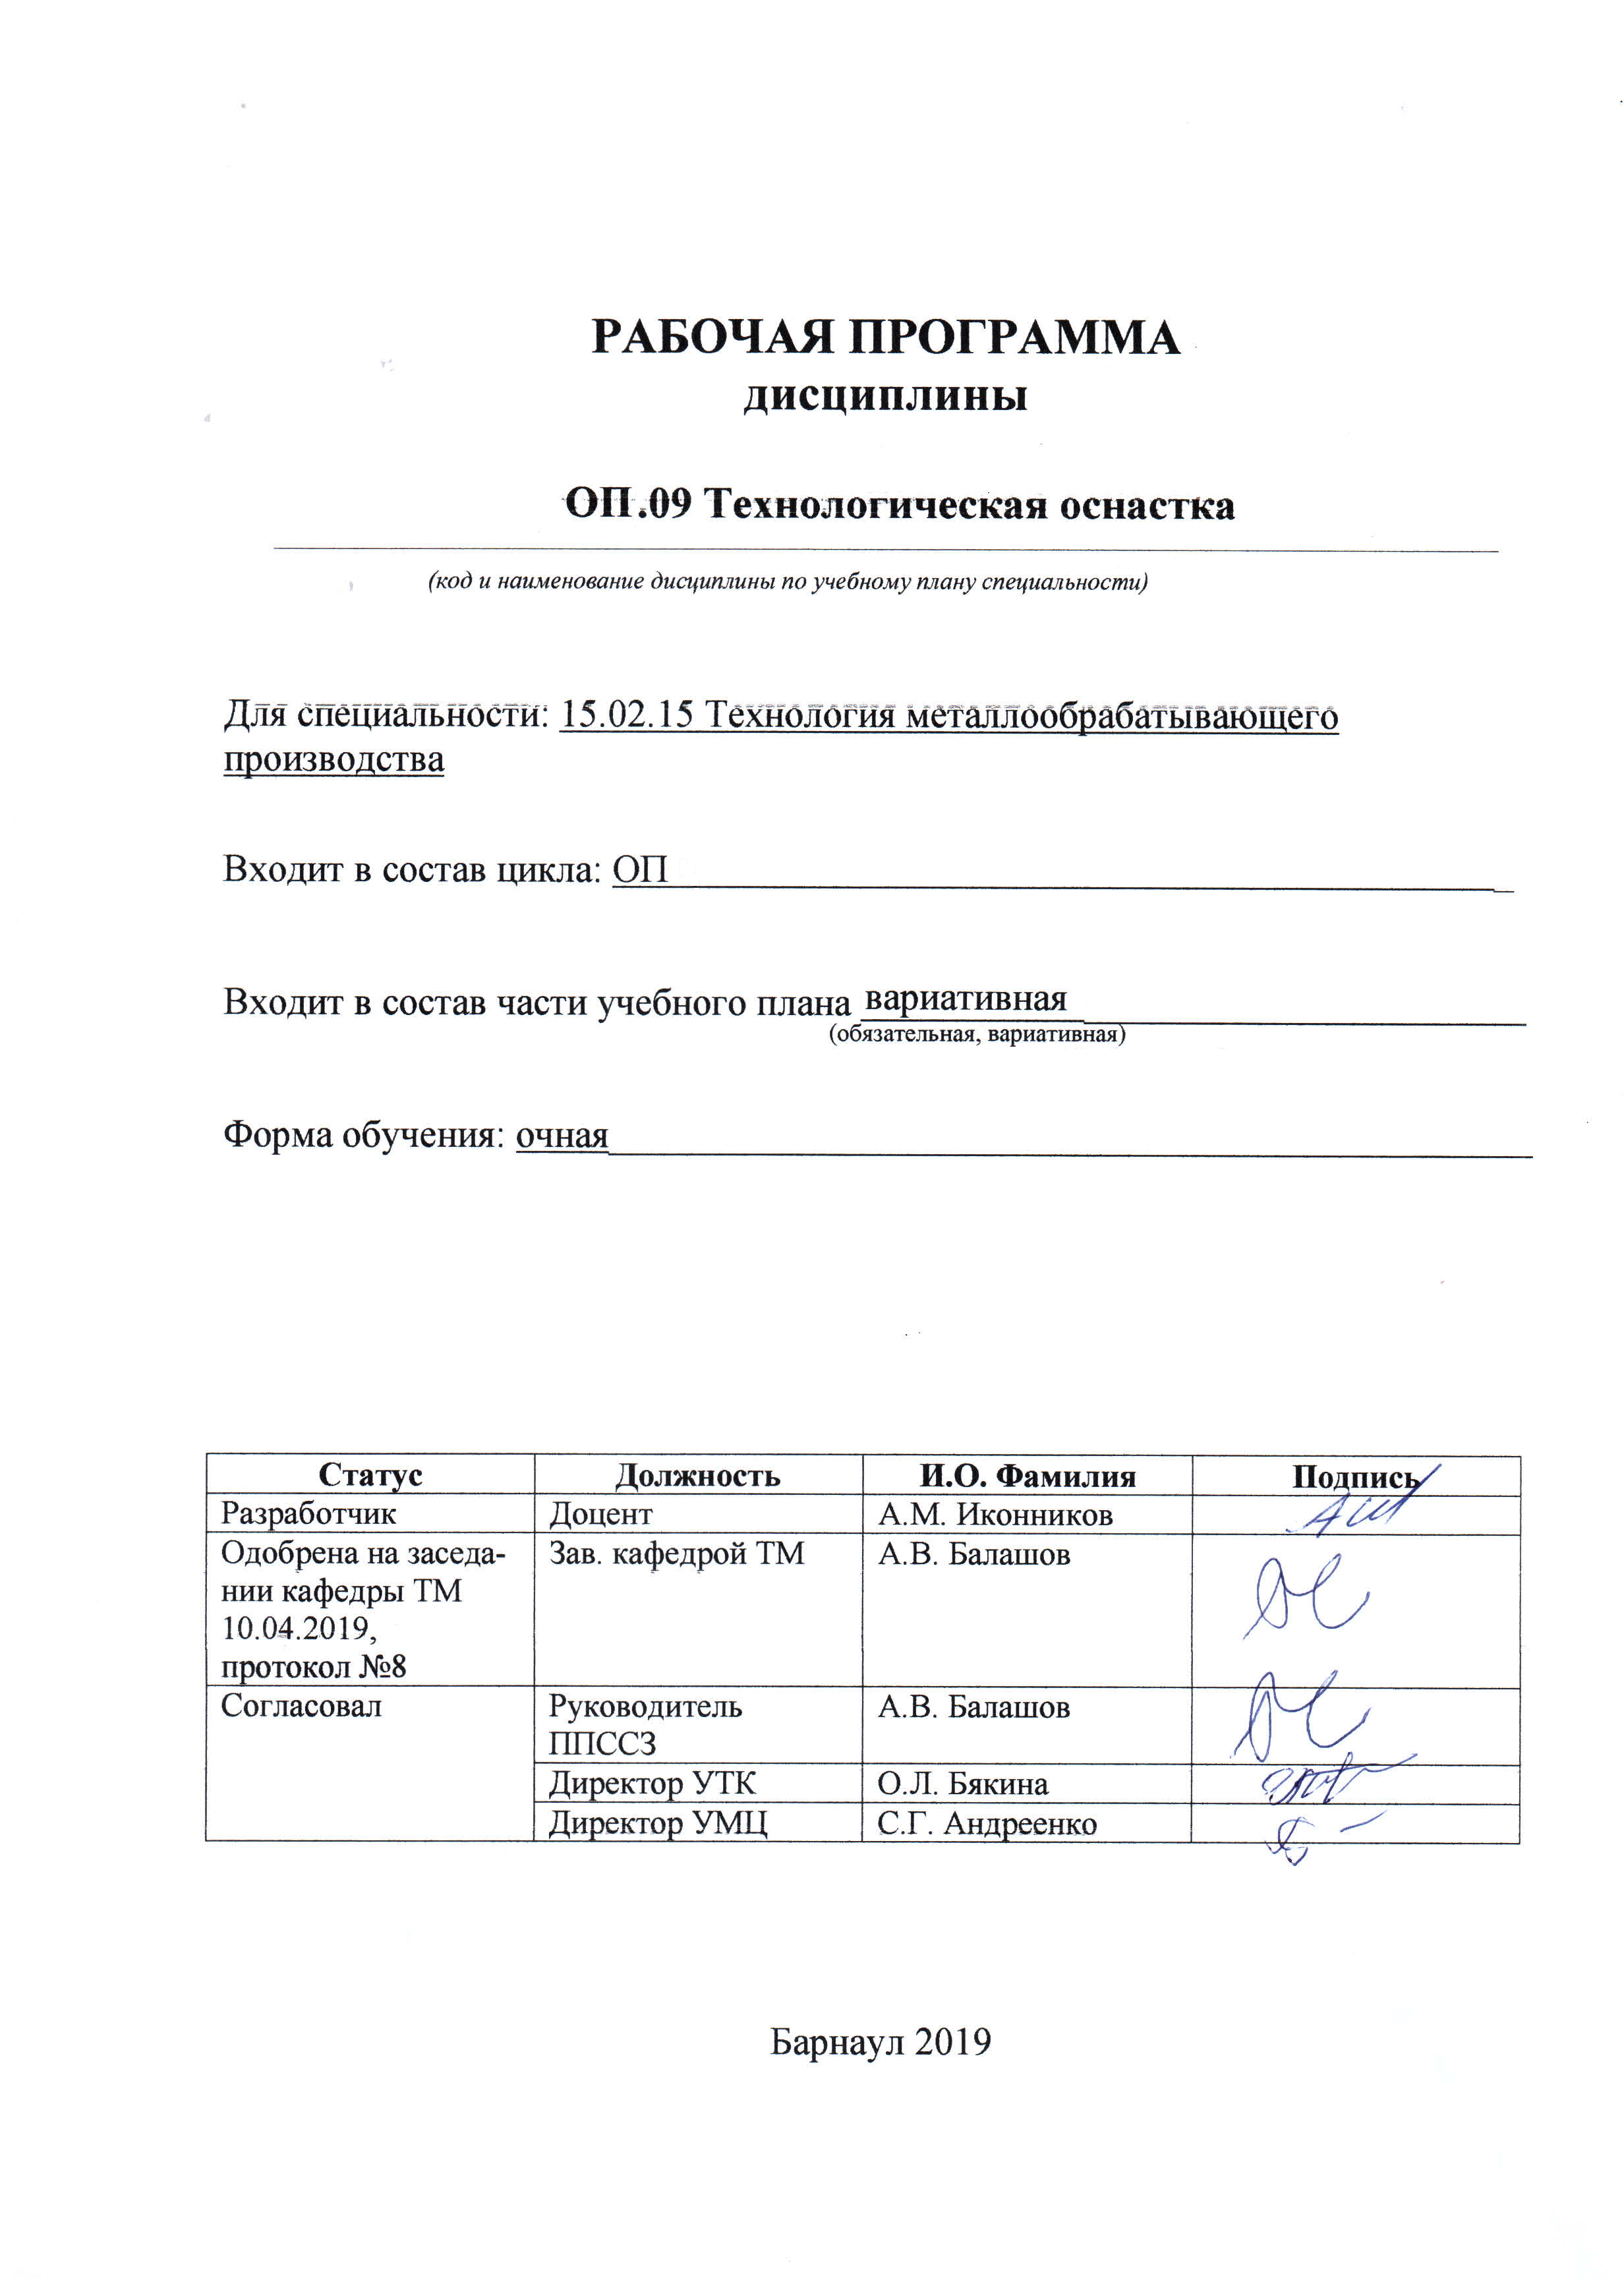 РАБОЧАЯ ПРОГРАММА
дисциплины
ОП.09 Технологическая оснастка
(код и наименование дисциплины по учебному плану специальности)
Для специальности: 15.02.15 Технология металлообрабатывающего
производства
Входит в состав цикла: ОП
Входит в состав части учебного плана вариативная
(обязательная, вариативная)
Форма обучения: очная
Статус Должность И.О. Фамилия Подпись
Разработчик Доцент А.М. Иконников
Одобрена на заседа- Зав. кафедрой ТМ А.В. Балашов
нии кафедры ТМ
10.04.2019,
протокол №8
Согласовал Руководитель А.В. Балашов
ППССЗ
Директор УТК О.Л. Бякина
Директор УМЦ С.Г. Андреенко
Барнаул 2019